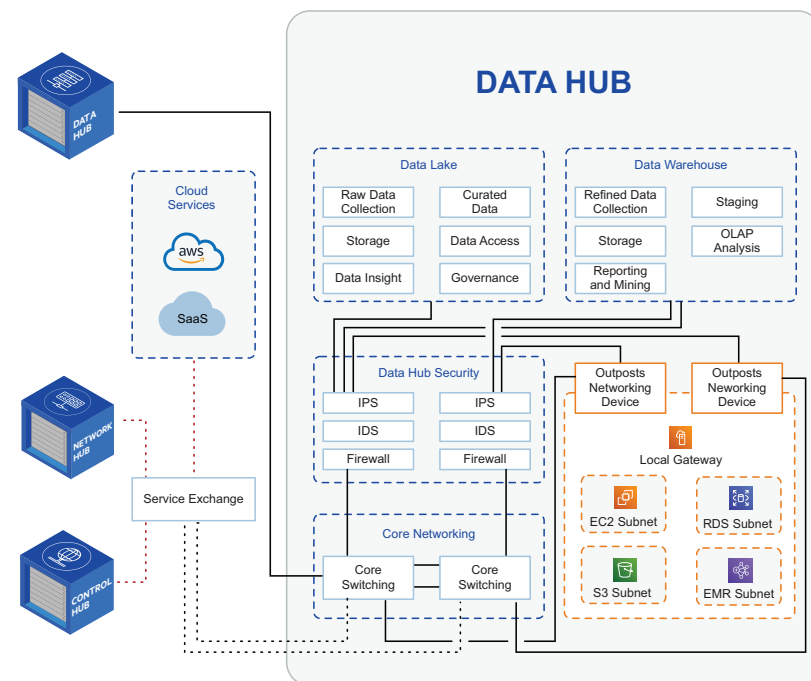 DATA HUB
DATA
HUB
Cloud
Services
aws
SaaS
NETWORK
HUB
Service Exchange
CONTROL
HUB
Data Lake
Raw Data
Collection
Curated
Data
Storage
Data Access
Data Insight
Governance
Data Warehouse
Refined Data
Collection
Staging
Storage
OLAP
Analysis
Reporting
and Mining
Data Hub Security
IPS
IPS
IDS
IDS
Firewall
Firewall
Core Networking
Core
Switching
Core
Switching
Outposts
Networking
Device
Outposts
Neworking
Device
Local Gateway
EC2 Subnet
RDS Subnet
S3 Subnet
EMR Subnet